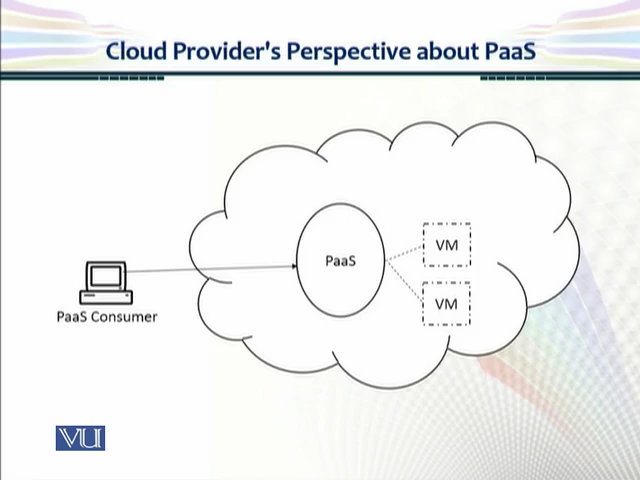 Cloud Provider's Perspective about PaaS
VM
PaaS
VM
PaaS Consumer
VU